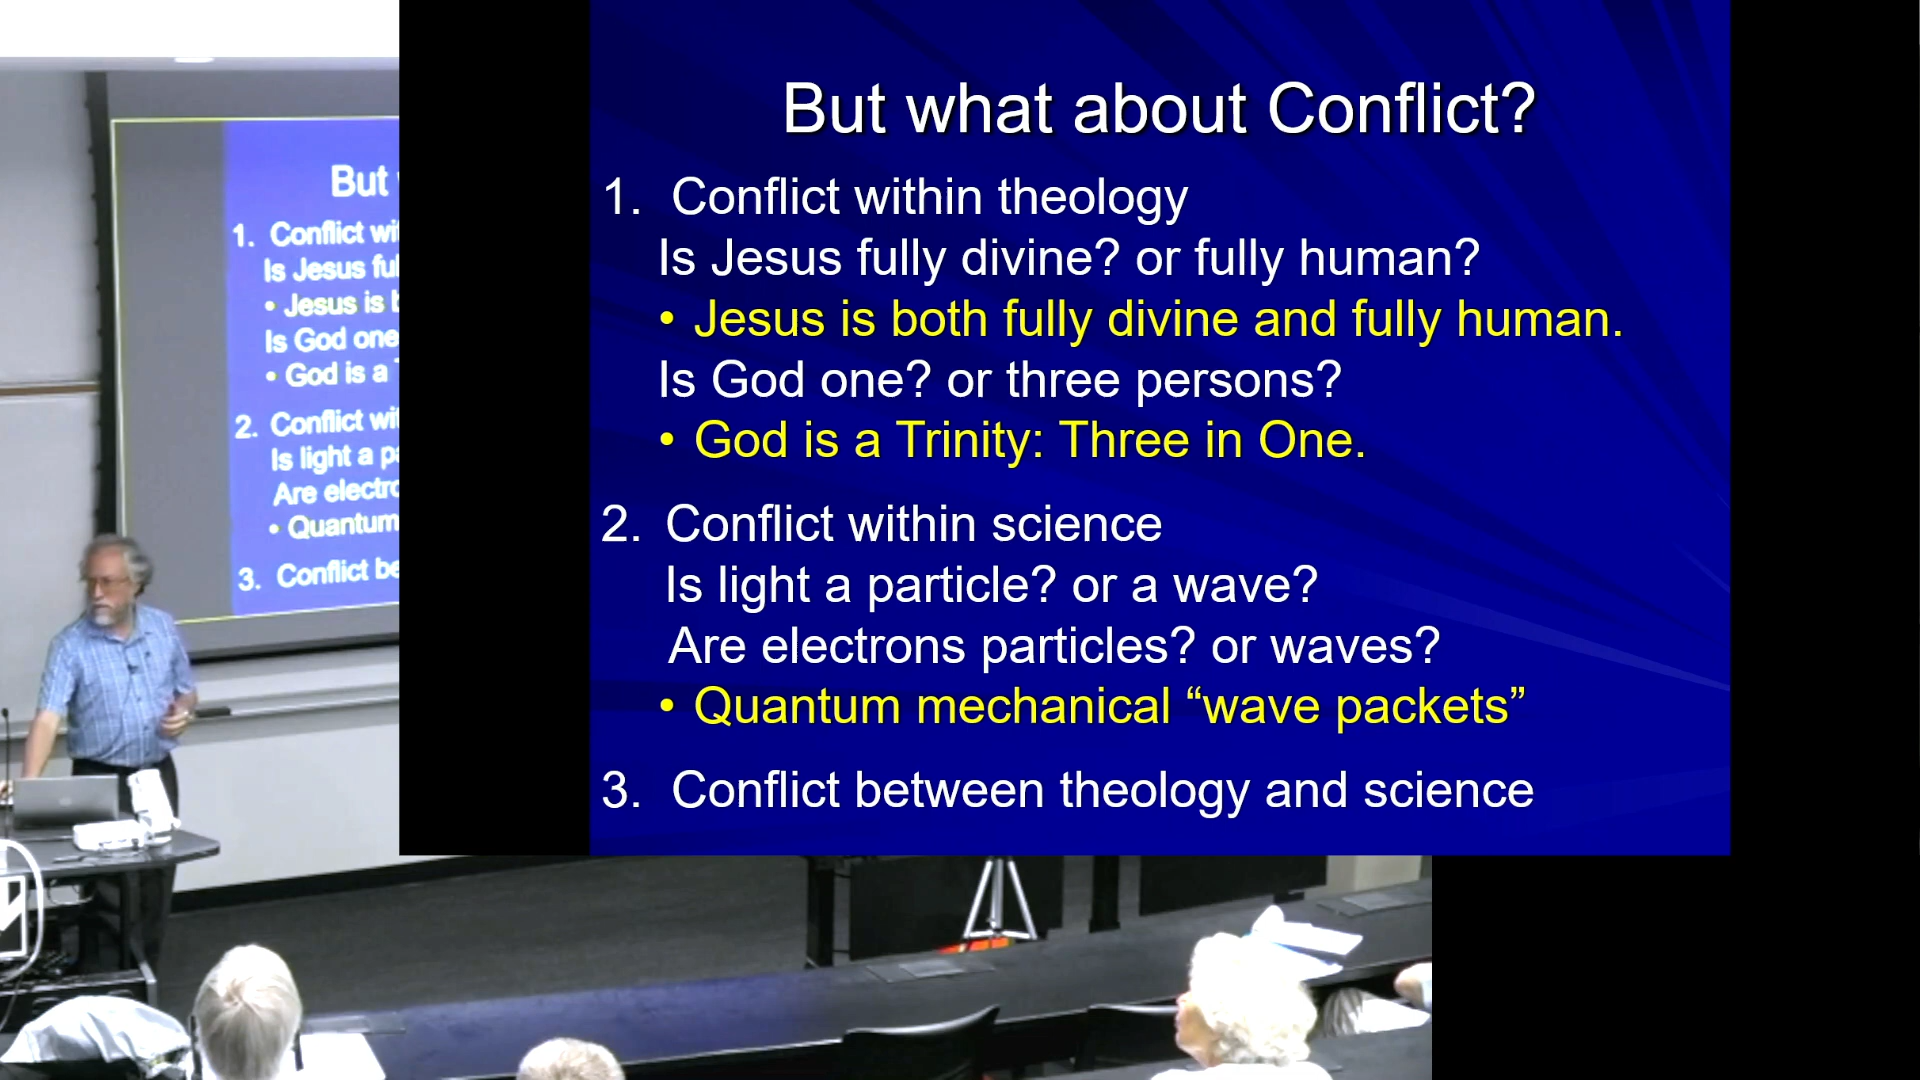 But what about Conflict?
1. Conflict within theology
Is Jesus fully divine? or fully human?
• Jesus is both fully divine and fully human.
Is God one? or three persons?
• God is a Trinity: Three in One.
2. Conflict within science
Is light a particle? or a wave?
Are electrons particles? or waves?
• Quantum mechanical “wave packets”
3. Conflict between theology and science
But
1. Conflict wi
Is Jesus ful
• Jesus is b
Is God one
• God is a
2. Conflict wi
Is light a pa
Are electro
• Quantum
3. Conflict be